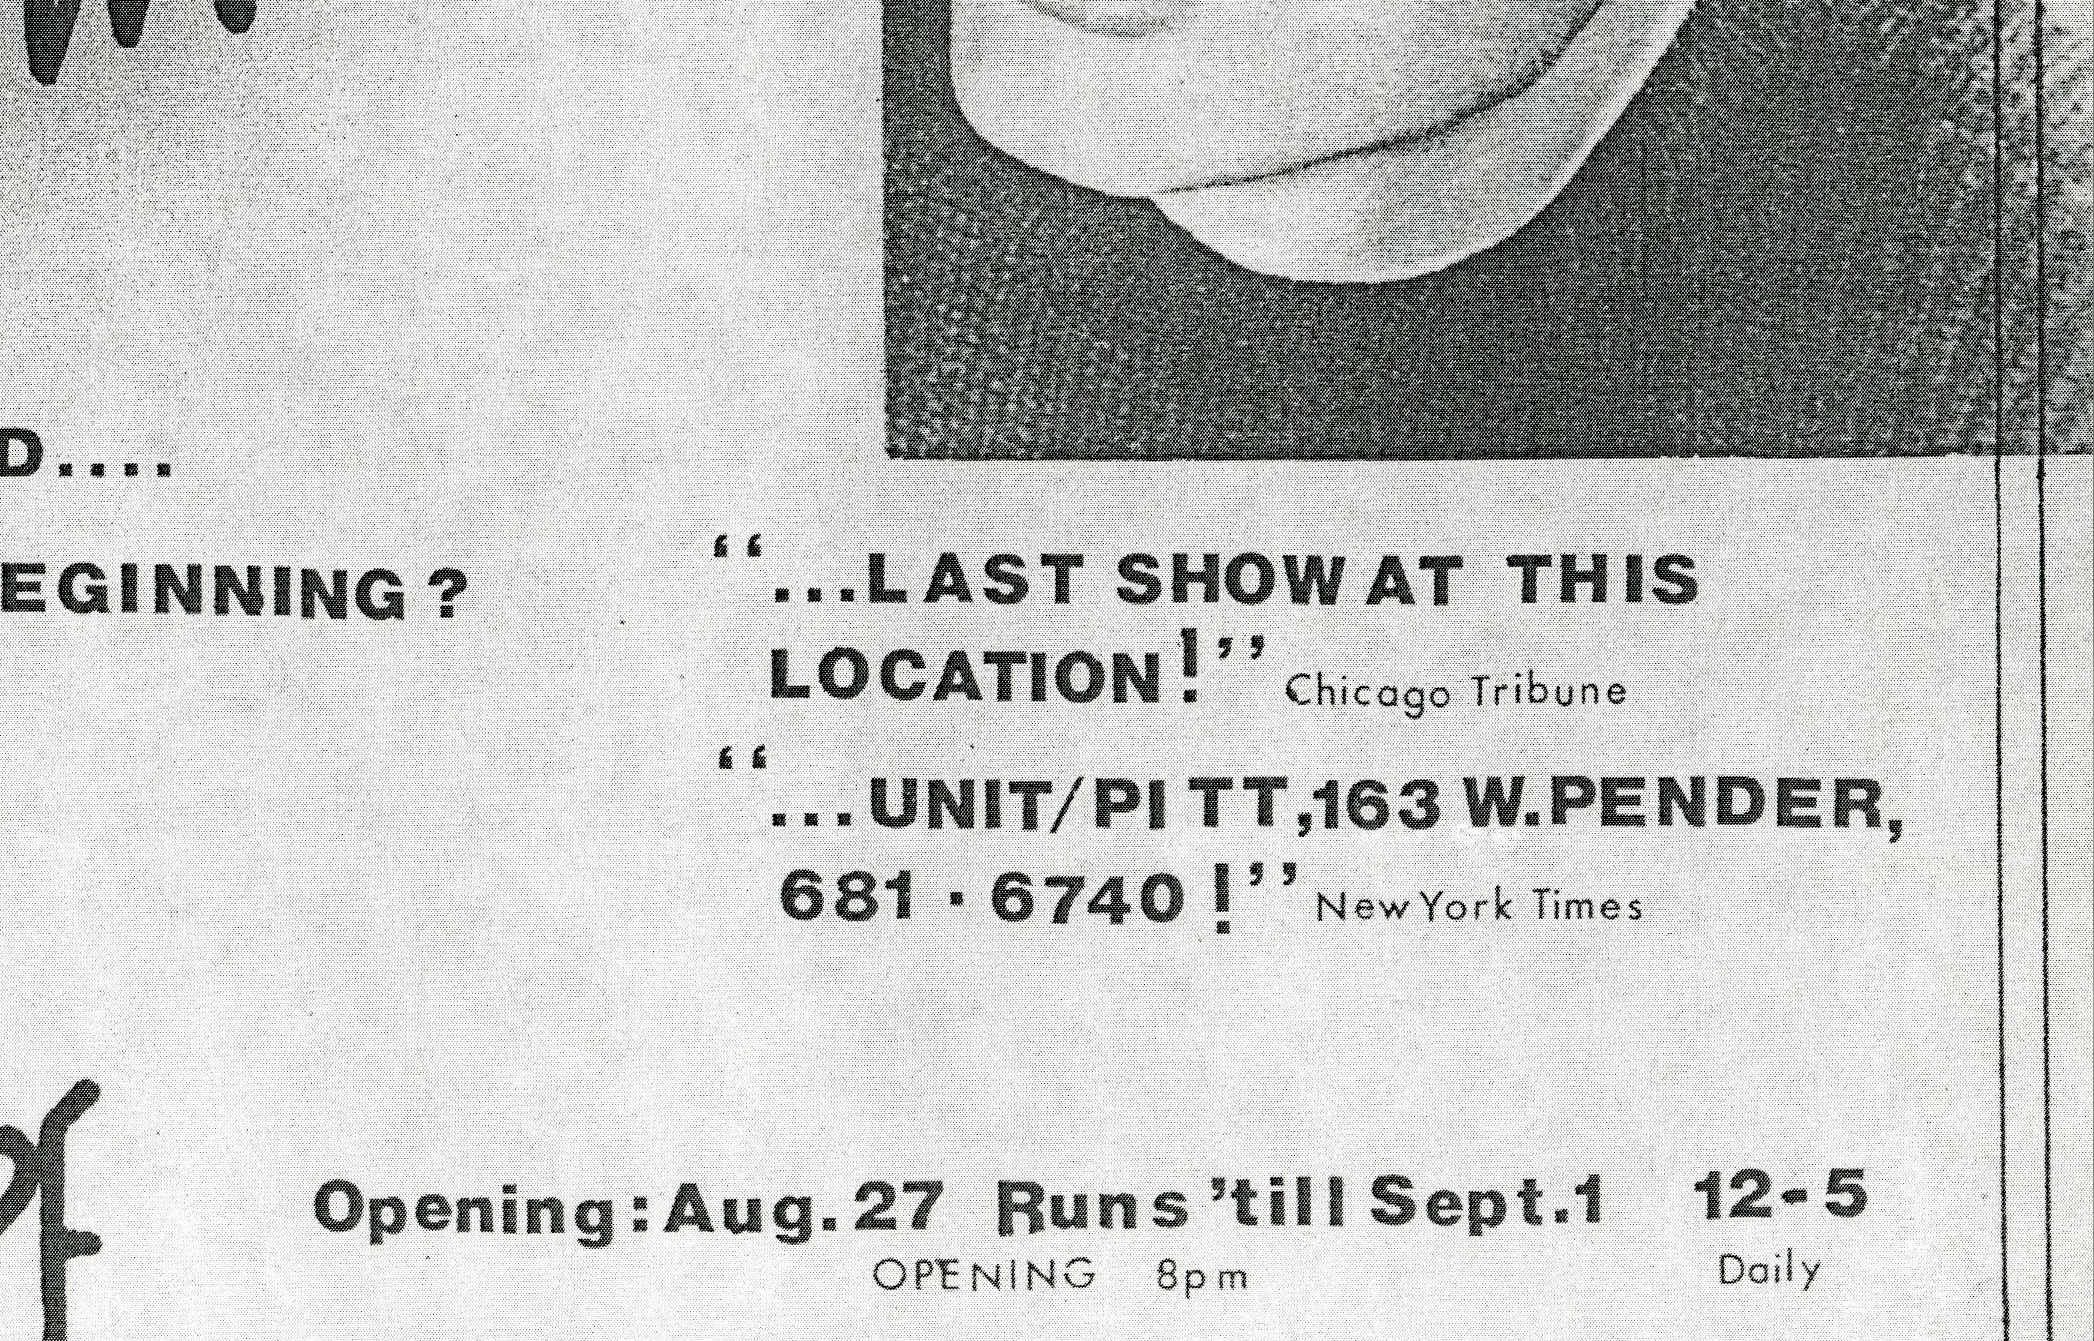 D....
EGINNING?
“...LAST SHOW AT THIS
LOCATION!” Chicago Tribune
“...UNIT/PITT,163 W.PENDER,
681·6740!” New York Times
Opening:Aug.27 Runs 'till Sept.1 12-5
OPENING 8pm Daily